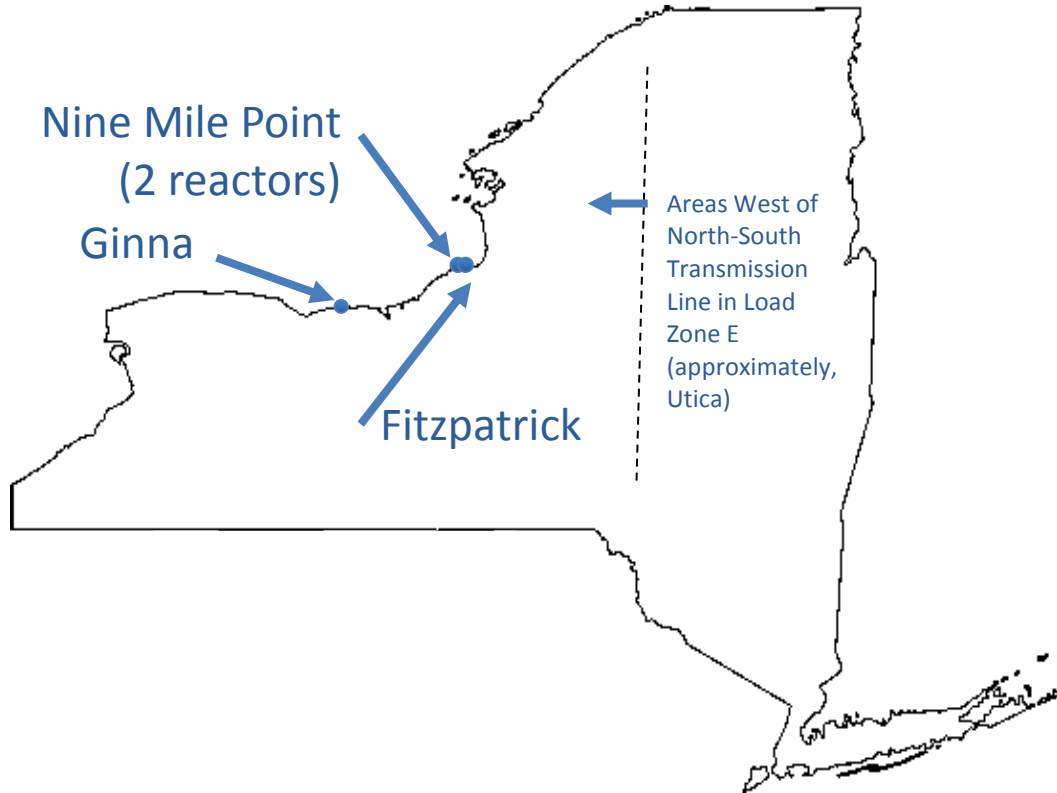 Nine Mile Point
(2 reactors)
Ginna
Areas West of
North-South
Transmission
Line in Load
Zone E
(approximately,
Utica)
Fitzpatrick